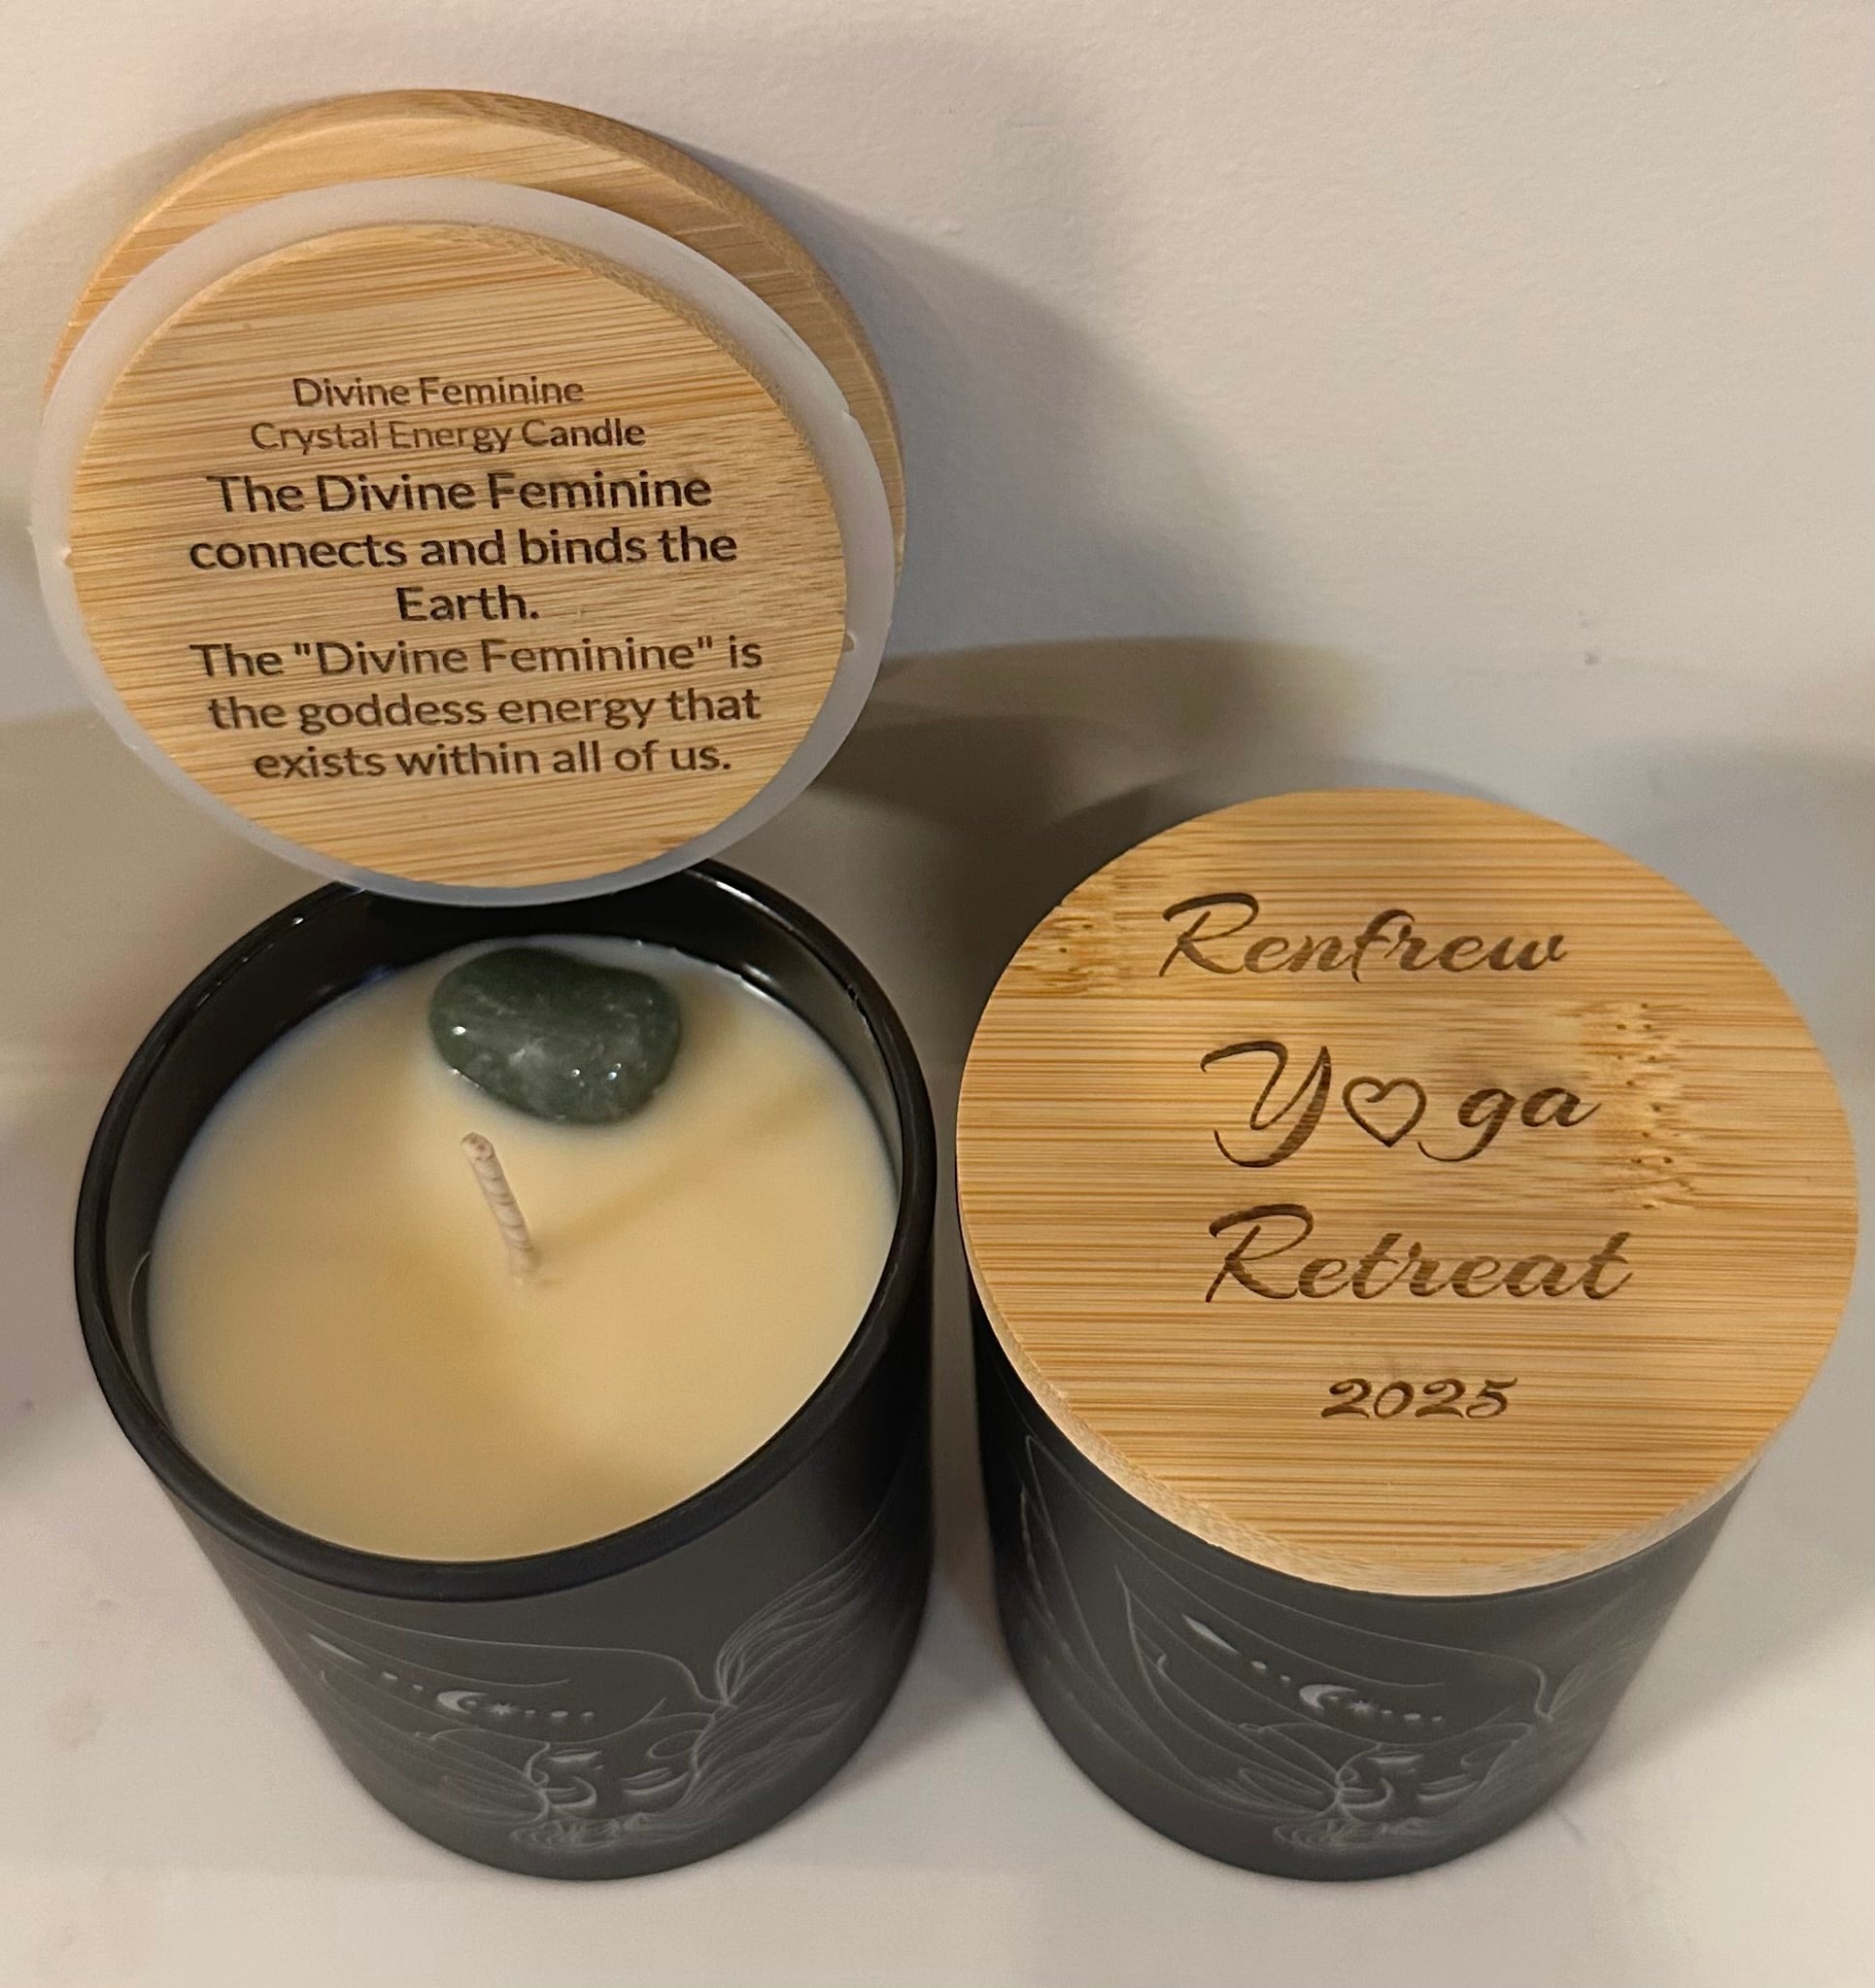 Divine Feminine
Crystal Energy Candle
The Divine Feminine
connects and binds the
Earth.
The "Divine Feminine" is
the goddess energy that
exists within all of us.
Renfrew
Y♡ga
Retreat
2025